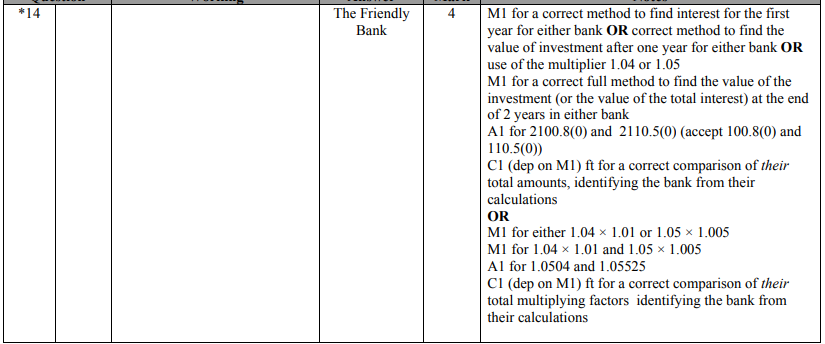 *14
The Friendly
Bank
4
M1 for a correct method to find interest for the first
year for either bank OR correct method to find the
value of investment after one year for either bank OR
use of the multiplier 1.04 or 1.05
M1 for a correct full method to find the value of the
investment (or the value of the total interest) at the end
of 2 years in either bank
A1 for 2100.8(0) and 2110.5(0) (accept 100.8(0) and
110.5(0))
C1 (dep on M1) ft for a correct comparison of their
total amounts, identifying the bank from their
calculations
OR
M1 for either 1.04 × 1.01 or 1.05 × 1.005
M1 for 1.04 × 1.01 and 1.05 × 1.005
A1 for 1.0504 and 1.05525
C1 (dep on M1) ft for a correct comparison of their
total multiplying factors identifying the bank from
their calculations